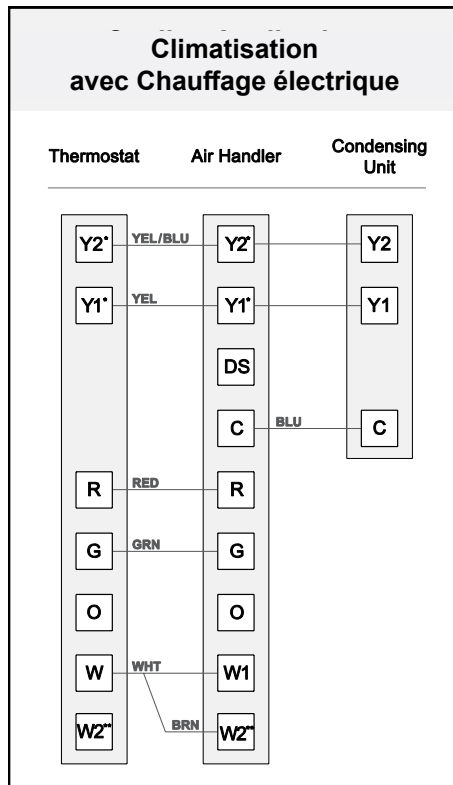 Climatisation
avec Chauffage électrique
Thermostat Air Handler Condensing Unit
Y2* YEL/BLU Y2* Y2
Y1* YEL Y1* Y1
DS
C BLU C
R RED R
G GRN G
O O
W WHT W1
W2** BRN W2**